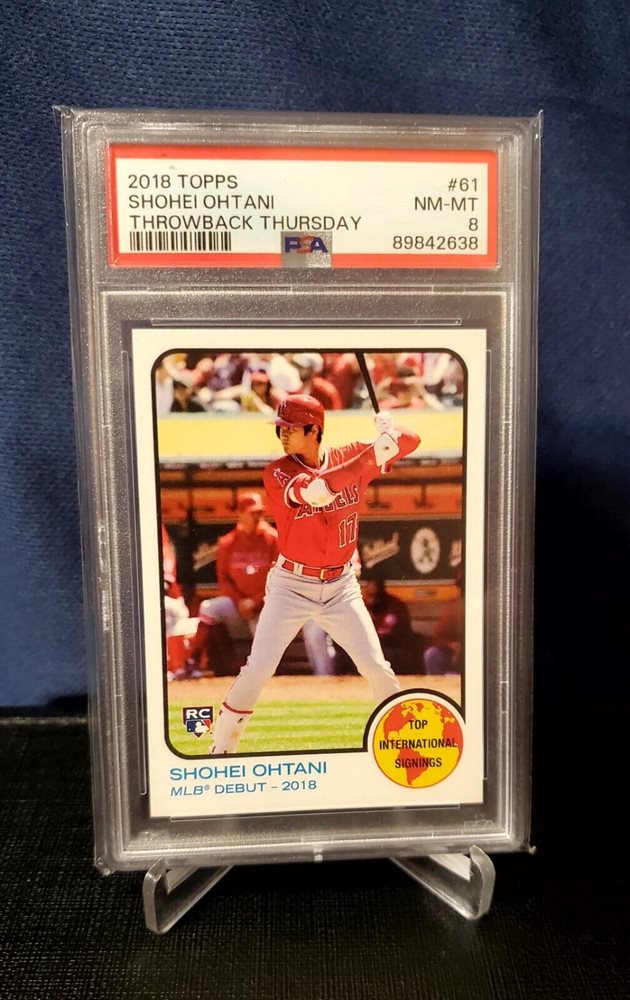 2018 TOPPS #61
SHOHEI OHTANI NM-MT
THROWBACK THURSDAY 8
PSA 89842638
ANGELS
17
RC
TOP
INTERNATIONAL
SIGNINGS
SHOHEI OHTANI
MLB® DEBUT – 2018